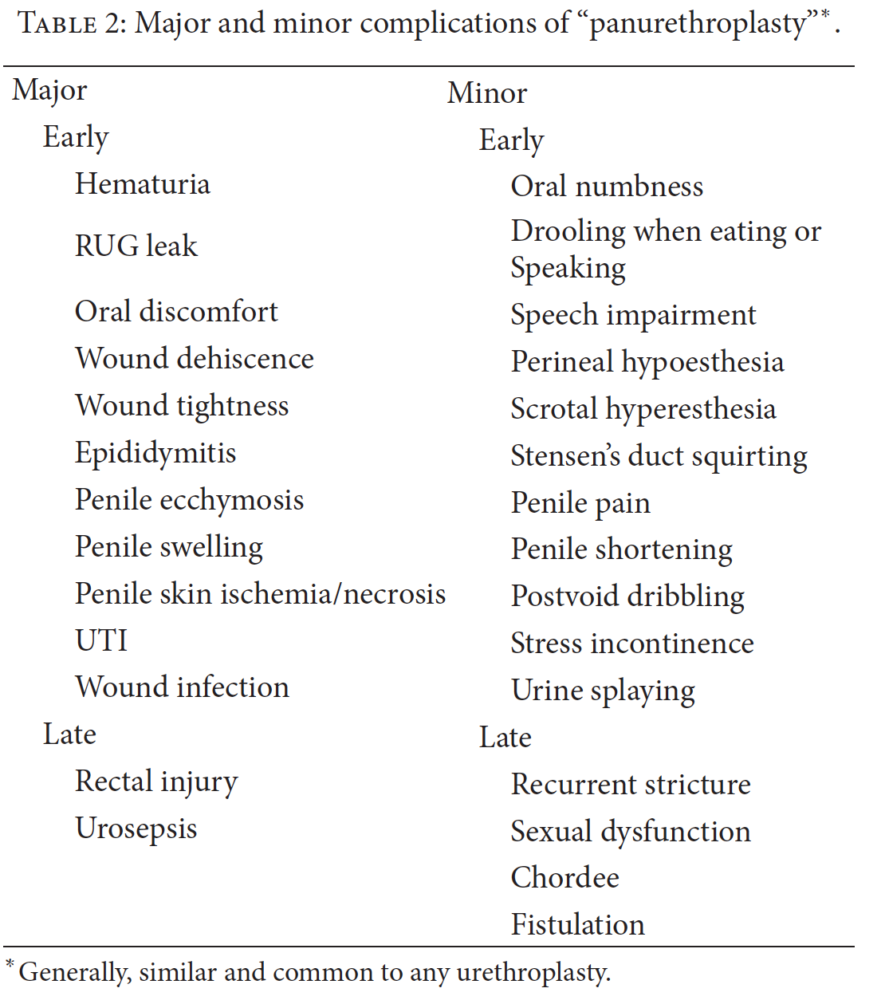 TABLE 2: Major and minor complications of “panurethroplasty”*.
Major
Early
Hematuria
RUG leak
Oral discomfort
Wound dehiscence
Wound tightness
Epididymitis
Penile ecchymosis
Penile swelling
Penile skin ischemia/necrosis
UTI
Wound infection
Late
Rectal injury
Urosepsis
Minor
Early
Oral numbness
Drooling when eating or
Speaking
Speech impairment
Perineal hypoesthesia
Scrotal hyperesthesia
Stensen’s duct squirting
Penile pain
Penile shortening
Postvoid dribbling
Stress incontinence
Urine splaying
Late
Recurrent stricture
Sexual dysfunction
Chordee
Fistulation
*Generally, similar and common to any urethroplasty.